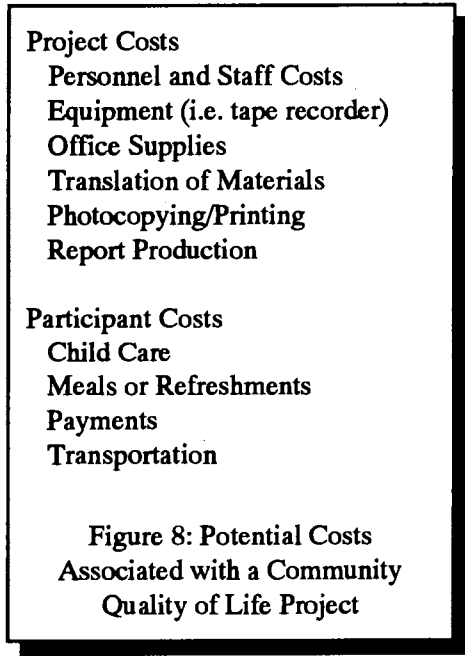 Project Costs
Personnel and Staff Costs
Equipment (i.e. tape recorder)
Office Supplies
Translation of Materials
Photocopying/Printing
Report Production
Participant Costs
Child Care
Meals or Refreshments
Payments
Transportation
Figure 8: Potential Costs
Associated with a Community
Quality of Life Project